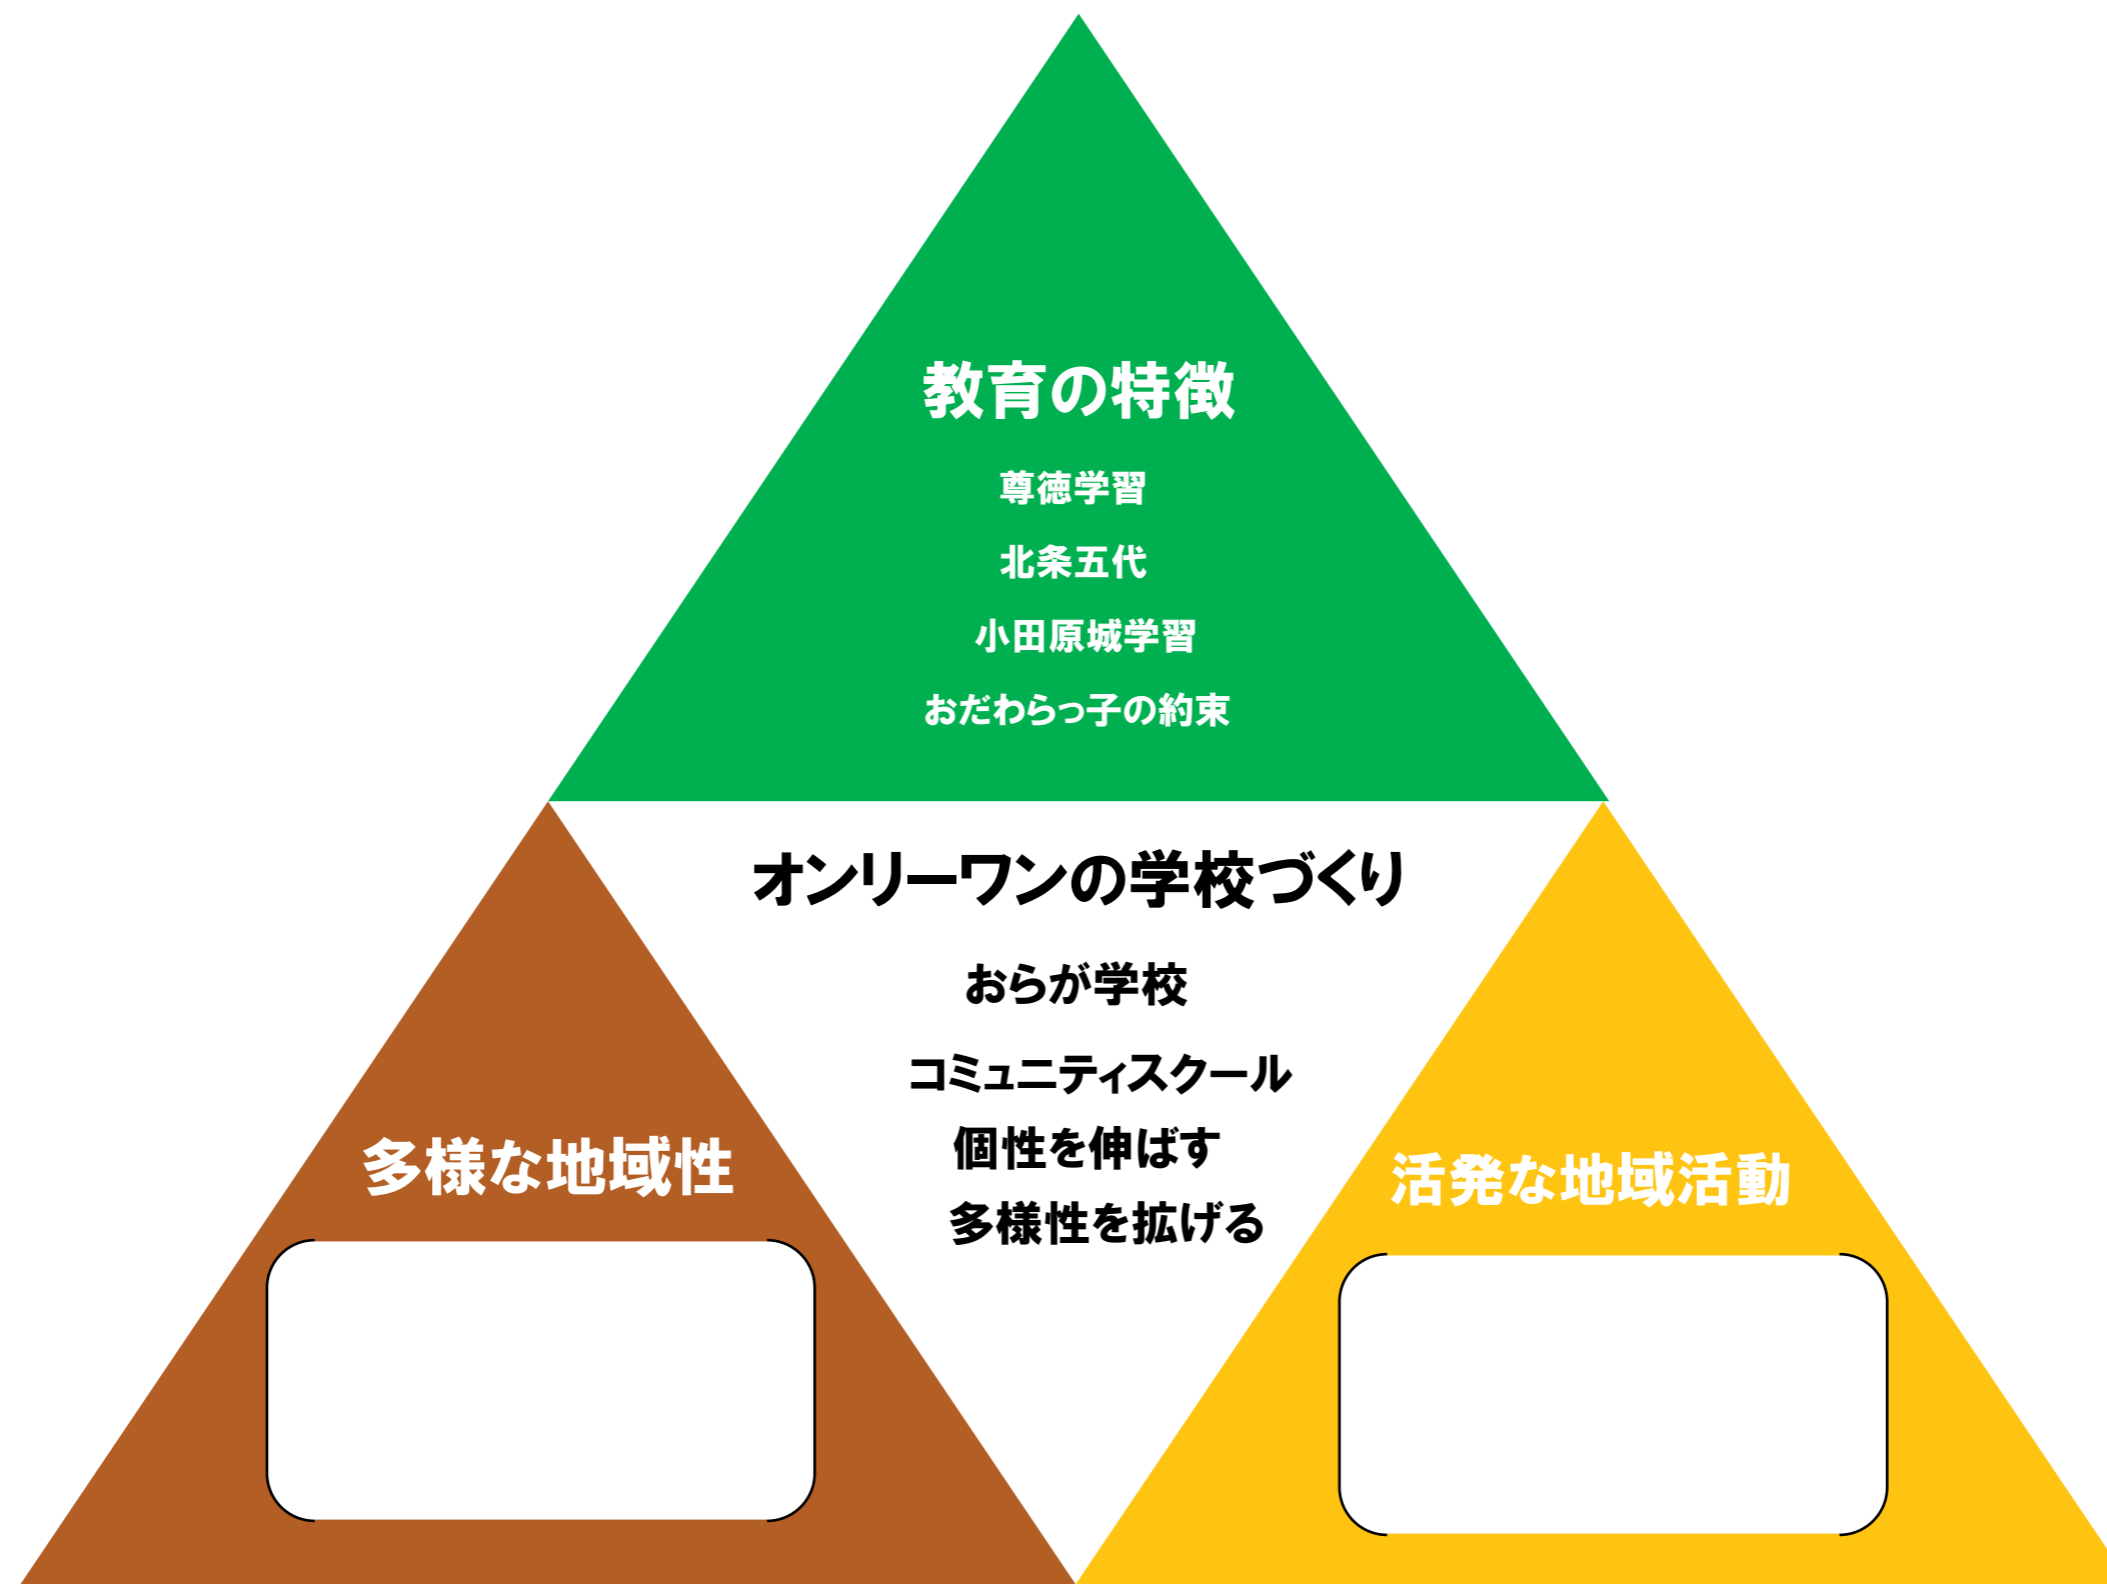 教育の特徴
尊徳学習
北条五代
小田原城学習
おだわらっ子の約束
オンリーワンの学校づくり
おらが学校
コミュニティスクール
個性を伸ばす
多様性を拡げる
多様な地域性
活発な地域活動